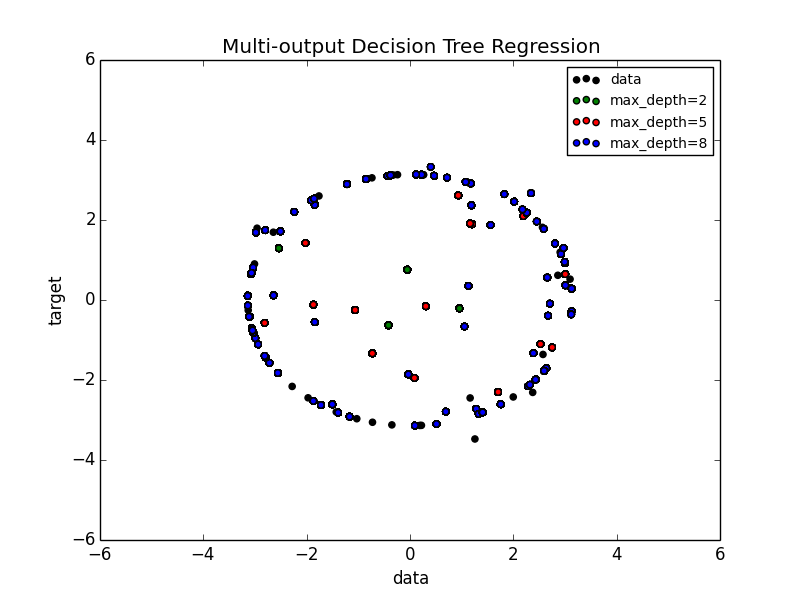 Multi-output Decision Tree Regression
data
max_depth=2
max_depth=5
max_depth=8
6
4
2
0
−2
−4
−6
target
−6 −4 −2 0 2 4 6
data